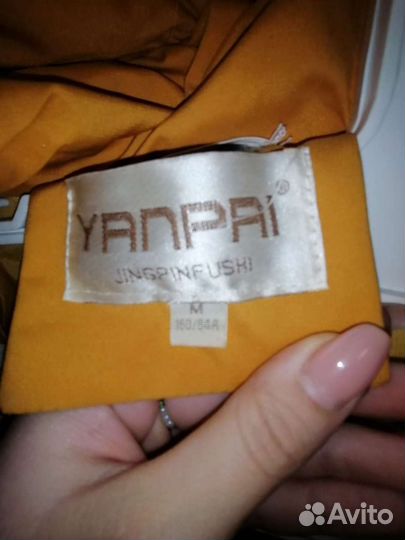 YANPAi®
JINGPINFUSHI
M
160/84A
Avito